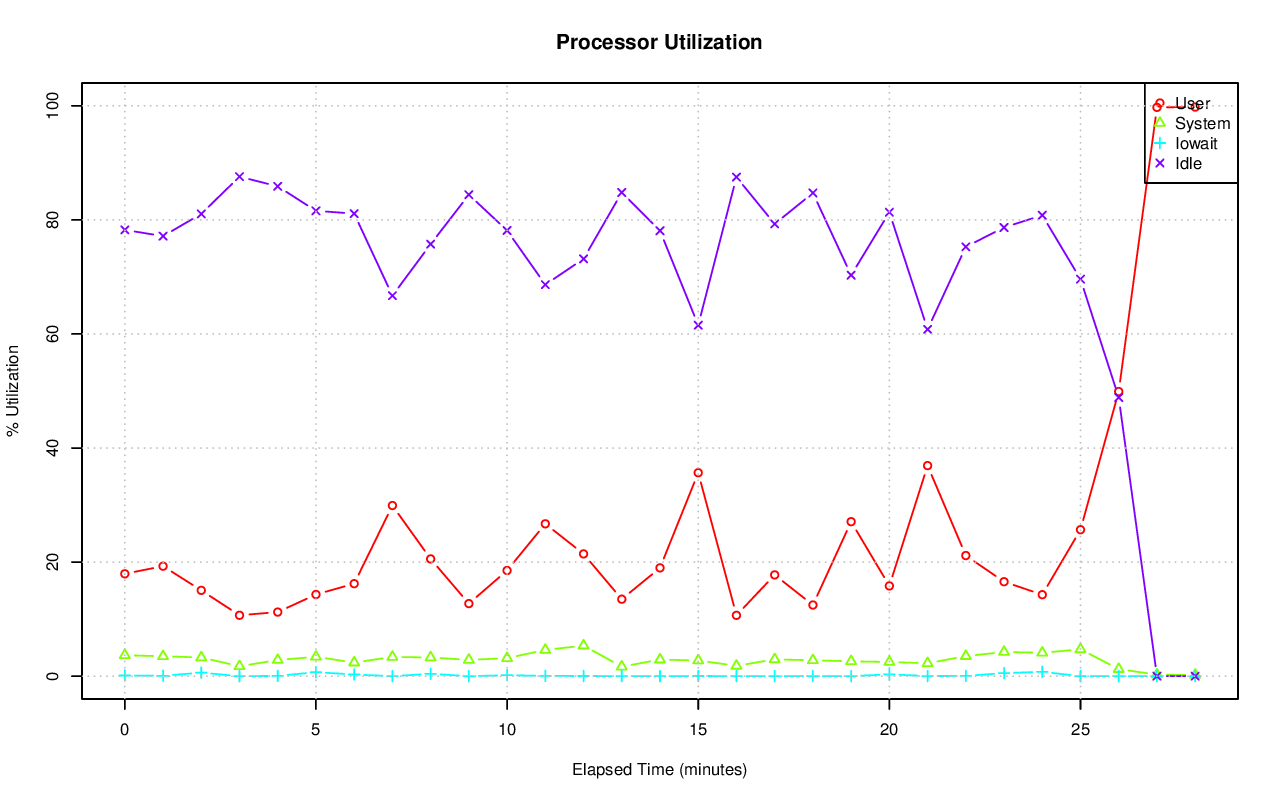 Processor Utilization
% Utilization
100
80
60
40
20
0
User
System
Iowait
Idle
0 5 10 15 20 25
Elapsed Time (minutes)